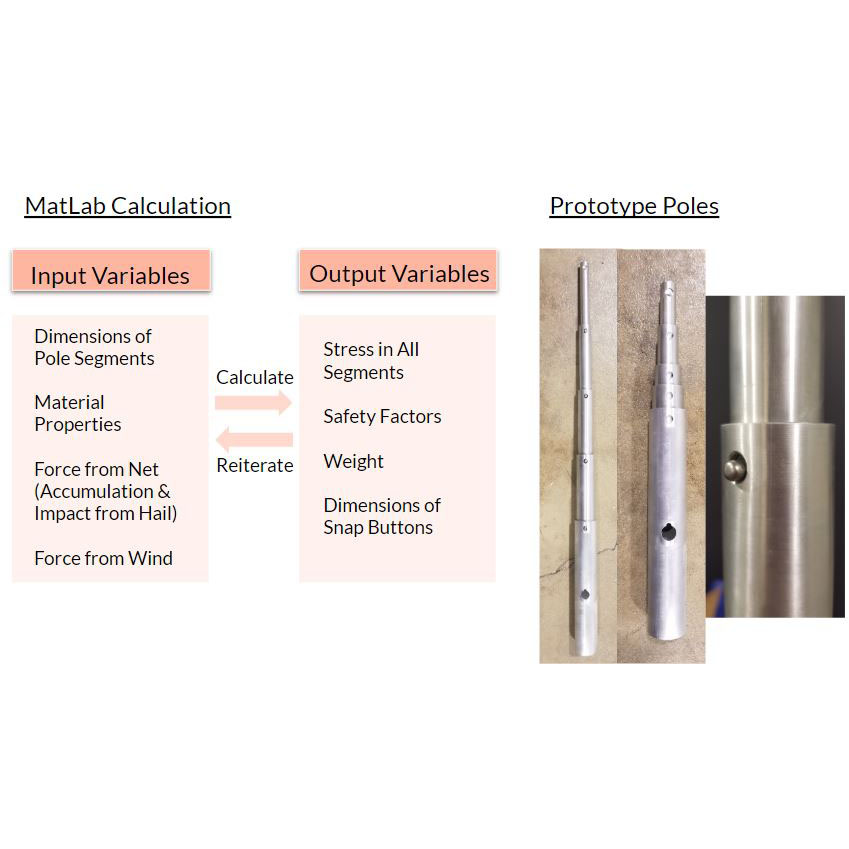 MatLab Calculation
Prototype Poles
Input Variables
Output Variables
Dimensions of
Pole Segments
Material
Properties
Force from Net
(Accumulation &
Impact from Hail)
Force from Wind
Calculate
Reiterate
Stress in All
Segments
Safety Factors
Weight
Dimensions of
Snap Buttons